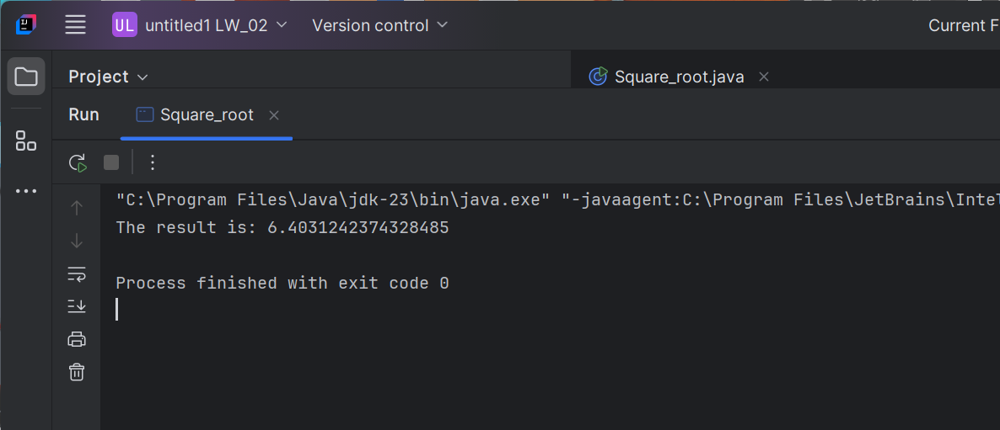 UL untitled1 LW_02 Version control Current F
Project Square_root.java
Run Square_root
"C:\Program Files\Java\jdk-23\bin\java.exe" "-javaagent:C:\Program Files\JetBrains\Intel
The result is: 6.4031242374328485
Process finished with exit code 0